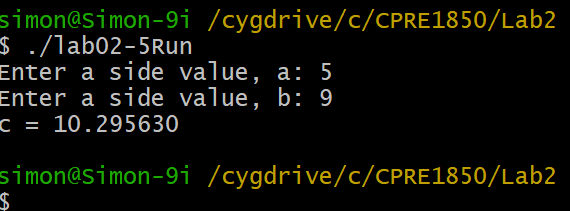 simon@Simon-9i /cygdrive/c/CPRE1850/Lab2
$ ./lab02-5Run
Enter a side value, a: 5
Enter a side value, b: 9
c = 10.295630
simon@Simon-9i /cygdrive/c/CPRE1850/Lab2
$